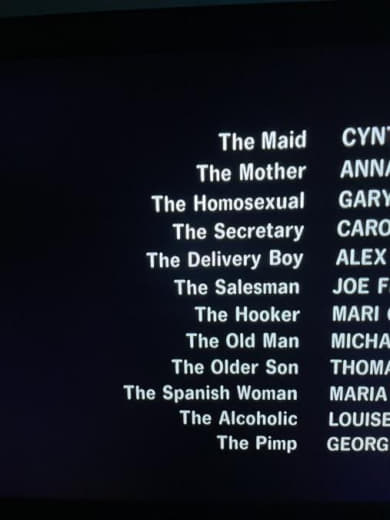 The Maid CYNT
The Mother ANNA
The Homosexual GARY
The Secretary CARO
The Delivery Boy ALEX
The Salesman JOE F
The Hooker MARI
The Old Man MICHA
The Older Son THOMA
The Spanish Woman MARIA
The Alcoholic LOUISE
The Pimp GEORG